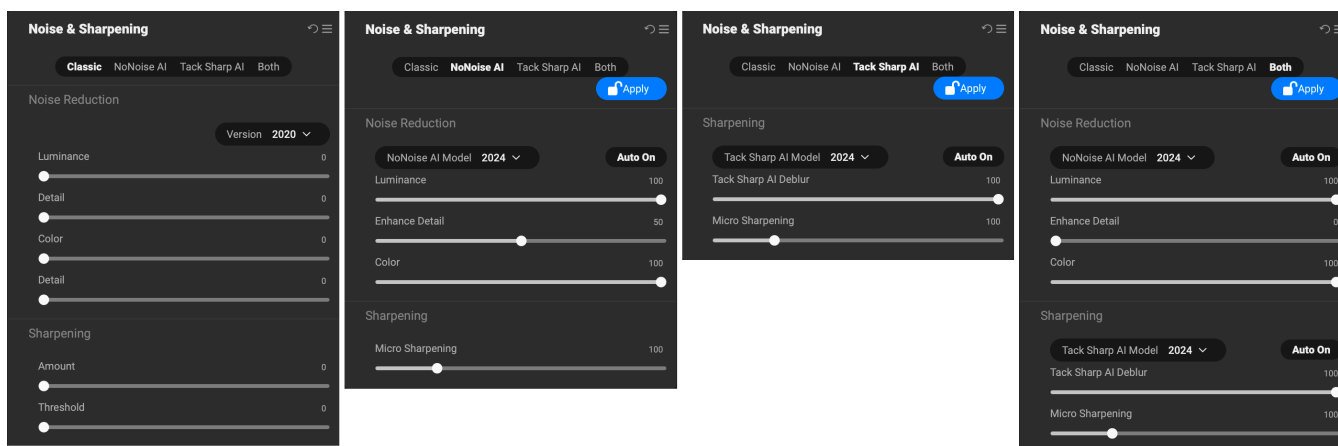 Noise & Sharpening
Classic NoNoise AI Tack Sharp AI Both
Noise Reduction
Version 2020
Luminance 0
Detail 0
Color 0
Detail 0
Sharpening
Amount 0
Threshold 0
Noise & Sharpening
Classic NoNoise AI Tack Sharp AI Both
Apply
Noise Reduction
NoNoise AI Model 2024 Auto On
Luminance 100
Enhance Detail 50
Color 100
Sharpening
Micro Sharpening 100
Noise & Sharpening
Classic NoNoise AI Tack Sharp AI Both
Apply
Sharpening
Tack Sharp AI Model 2024 Auto On
Tack Sharp AI Deblur 100
Micro Sharpening 100
Noise & Sharpening
Classic NoNoise AI Tack Sharp AI Both
Apply
Noise Reduction
NoNoise AI Model 2024 Auto On
Luminance 100
Enhance Detail 0
Color 100
Sharpening
Tack Sharp AI Model 2024 Auto On
Tack Sharp AI Deblur 100
Micro Sharpening 100